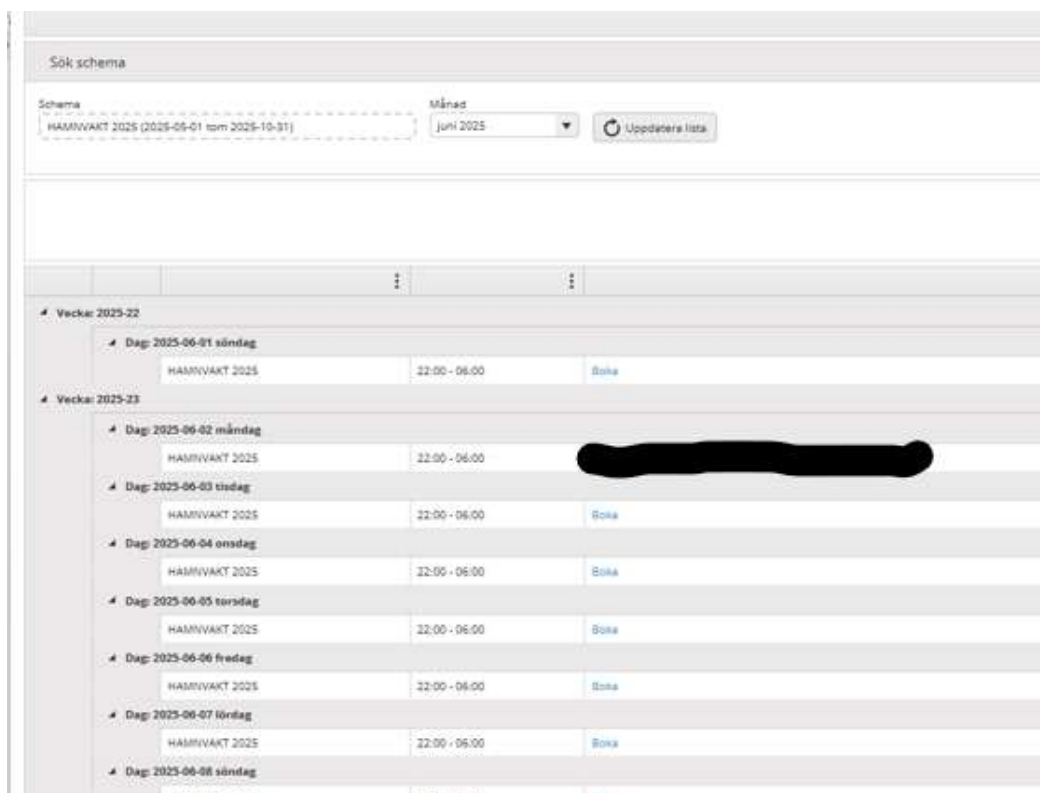 Sök schema
Schema Månad
HAMNVAKT 2025 (2025-05-01 tom 2025-10-31) juni 2025 Uppdatera lista
Vecka: 2025-22
Dag: 2025-06-01 söndag
HAMNVAKT 2025 22:00 - 06:00 Boka
Vecka: 2025-23
Dag: 2025-06-02 måndag
HAMNVAKT 2025 22:00 - 06:00
Dag: 2025-06-03 tisdag
HAMNVAKT 2025 22:00 - 06:00 Boka
Dag: 2025-06-04 onsdag
HAMNVAKT 2025 22:00 - 06:00 Boka
Dag: 2025-06-05 torsdag
HAMNVAKT 2025 22:00 - 06:00 Boka
Dag: 2025-06-06 fredag
HAMNVAKT 2025 22:00 - 06:00 Boka
Dag: 2025-06-07 lördag
HAMNVAKT 2025 22:00 - 06:00 Boka
Dag: 2025-06-08 söndag